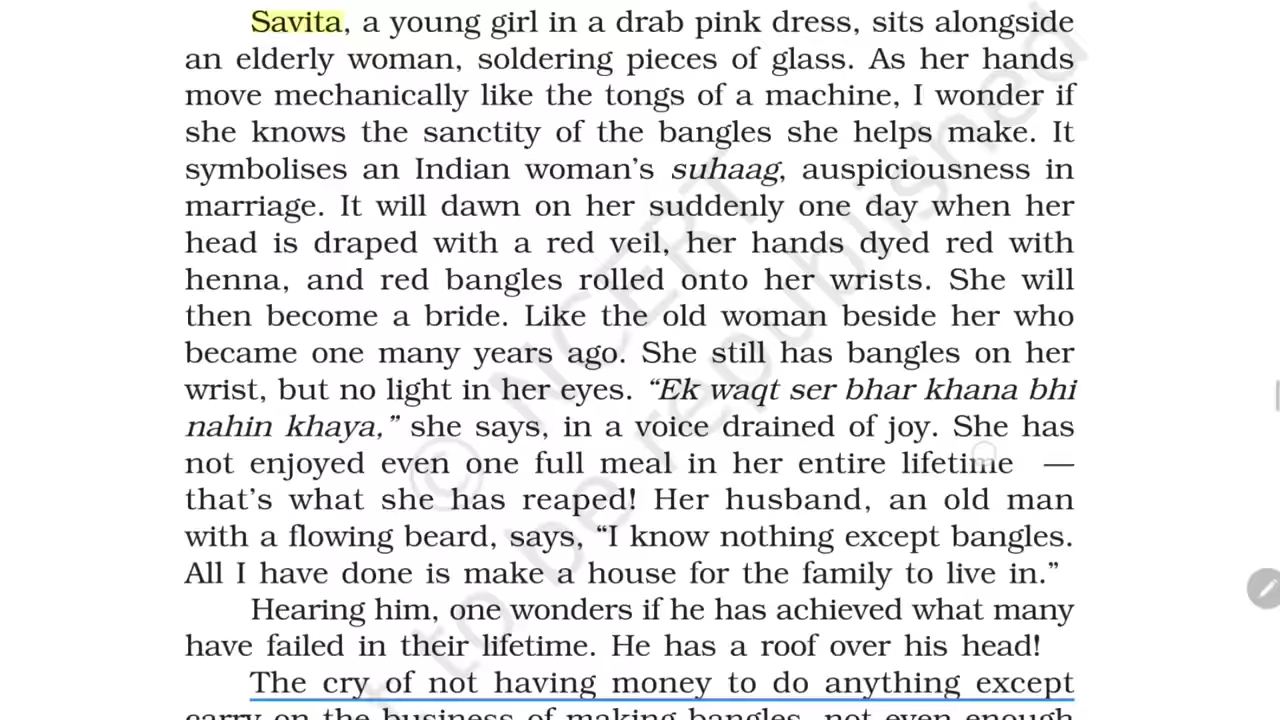 Savita, a young girl in a drab pink dress, sits alongside
an elderly woman, soldering pieces of glass. As her hands
move mechanically like the tongs of a machine, I wonder if
she knows the sanctity of the bangles she helps make. It
symbolises an Indian woman’s suhaag, auspiciousness in
marriage. It will dawn on her suddenly one day when her
head is draped with a red veil, her hands dyed red with
henna, and red bangles rolled onto her wrists. She will
then become a bride. Like the old woman beside her who
became one many years ago. She still has bangles on her
wrist, but no light in her eyes. “Ek waqt ser bhar khana bhi
nahin khaya,” she says, in a voice drained of joy. She has
not enjoyed even one full meal in her entire lifetime —
that’s what she has reaped! Her husband, an old man
with a flowing beard, says, “I know nothing except bangles.
All I have done is make a house for the family to live in.”
Hearing him, one wonders if he has achieved what many
have failed in their lifetime. He has a roof over his head!
The cry of not having money to do anything except
carry on the business of making bangles, not even enough
© NCERT
not to be republished